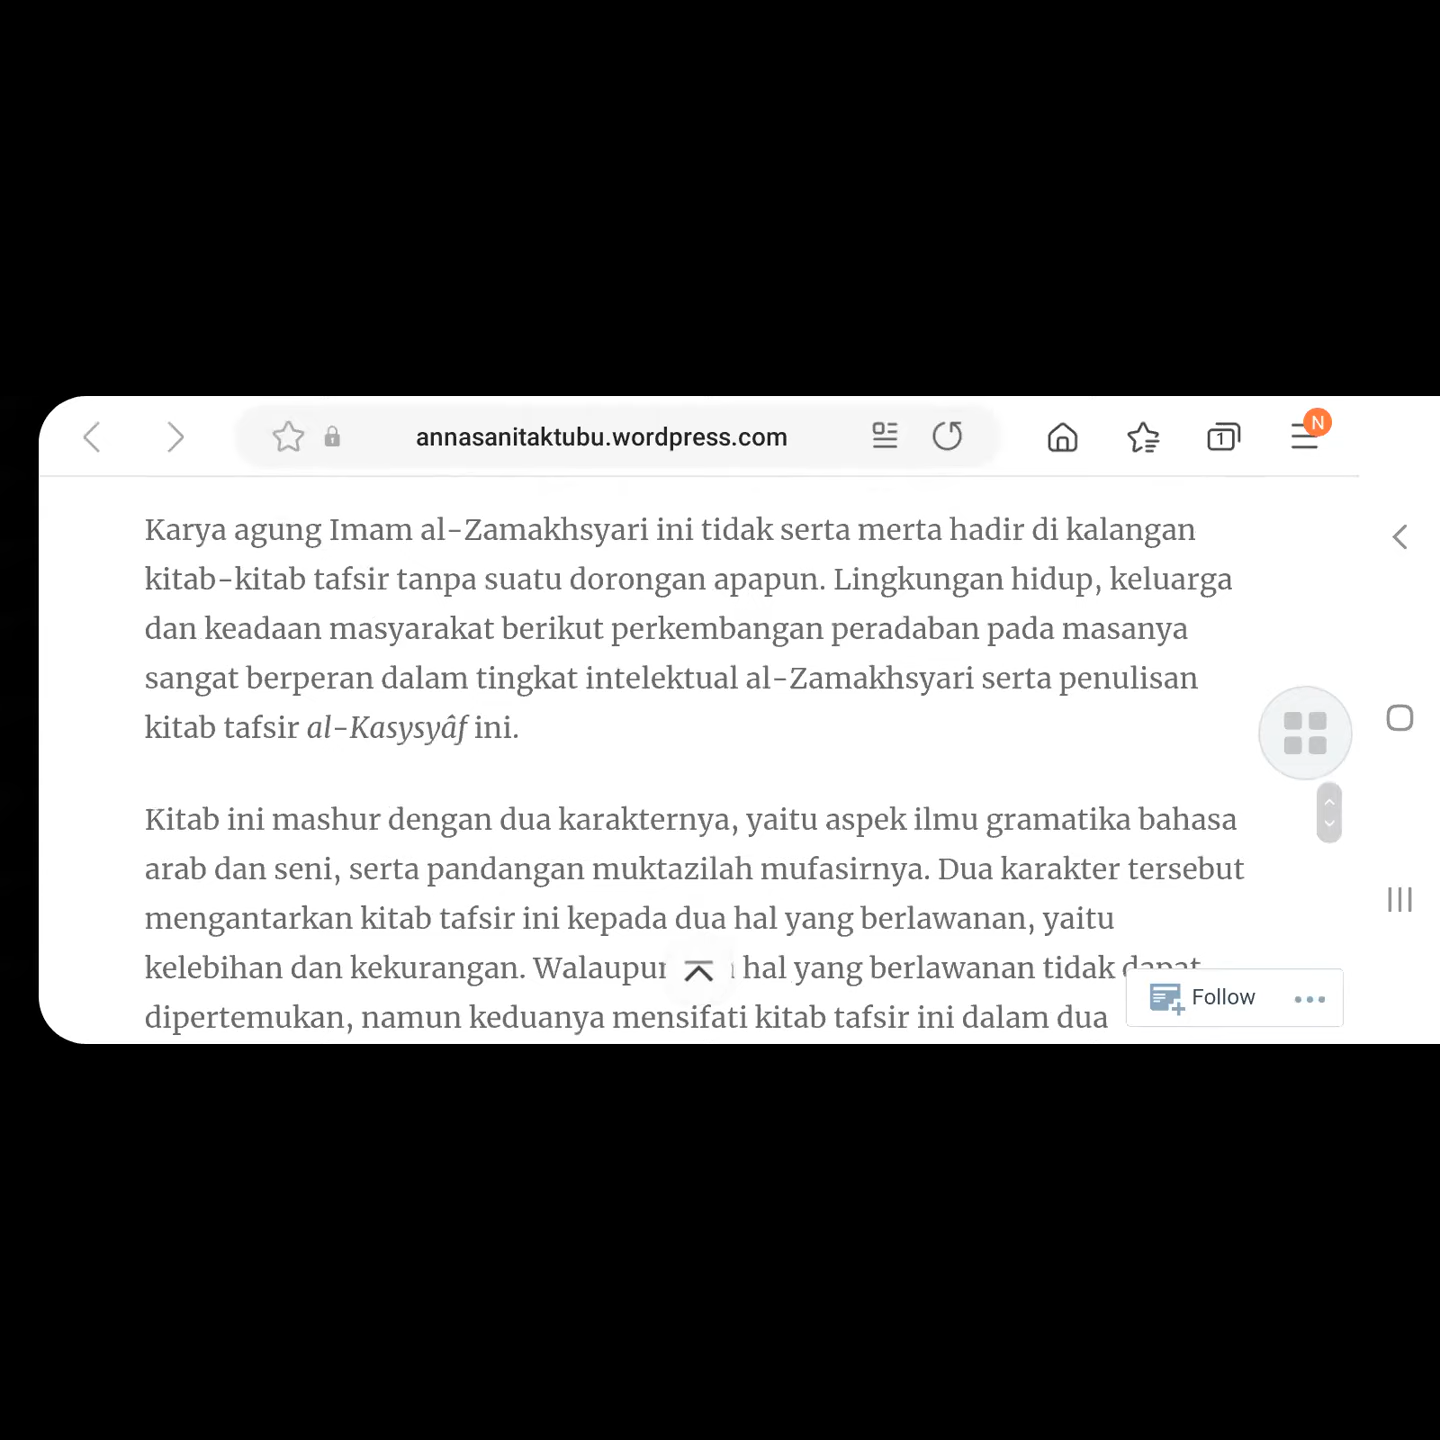 annasanitaktubu.wordpress.com
1
N
Karya agung Imam al-Zamakhsyari ini tidak serta merta hadir di kalangan
kitab-kitab tafsir tanpa suatu dorongan apapun. Lingkungan hidup, keluarga
dan keadaan masyarakat berikut perkembangan peradaban pada masanya
sangat berperan dalam tingkat intelektual al-Zamakhsyari serta penulisan
kitab tafsir al-Kasysyâf ini.
Kitab ini mashur dengan dua karakternya, yaitu aspek ilmu gramatika bahasa
arab dan seni, serta pandangan muktazilah mufasirnya. Dua karakter tersebut
mengantarkan kitab tafsir ini kepada dua hal yang berlawanan, yaitu
kelebihan dan kekurangan. hal yang berlawanan tidak
dipertemukan, namun keduanya mensifati kitab tafsir ini dalam dua
Follow